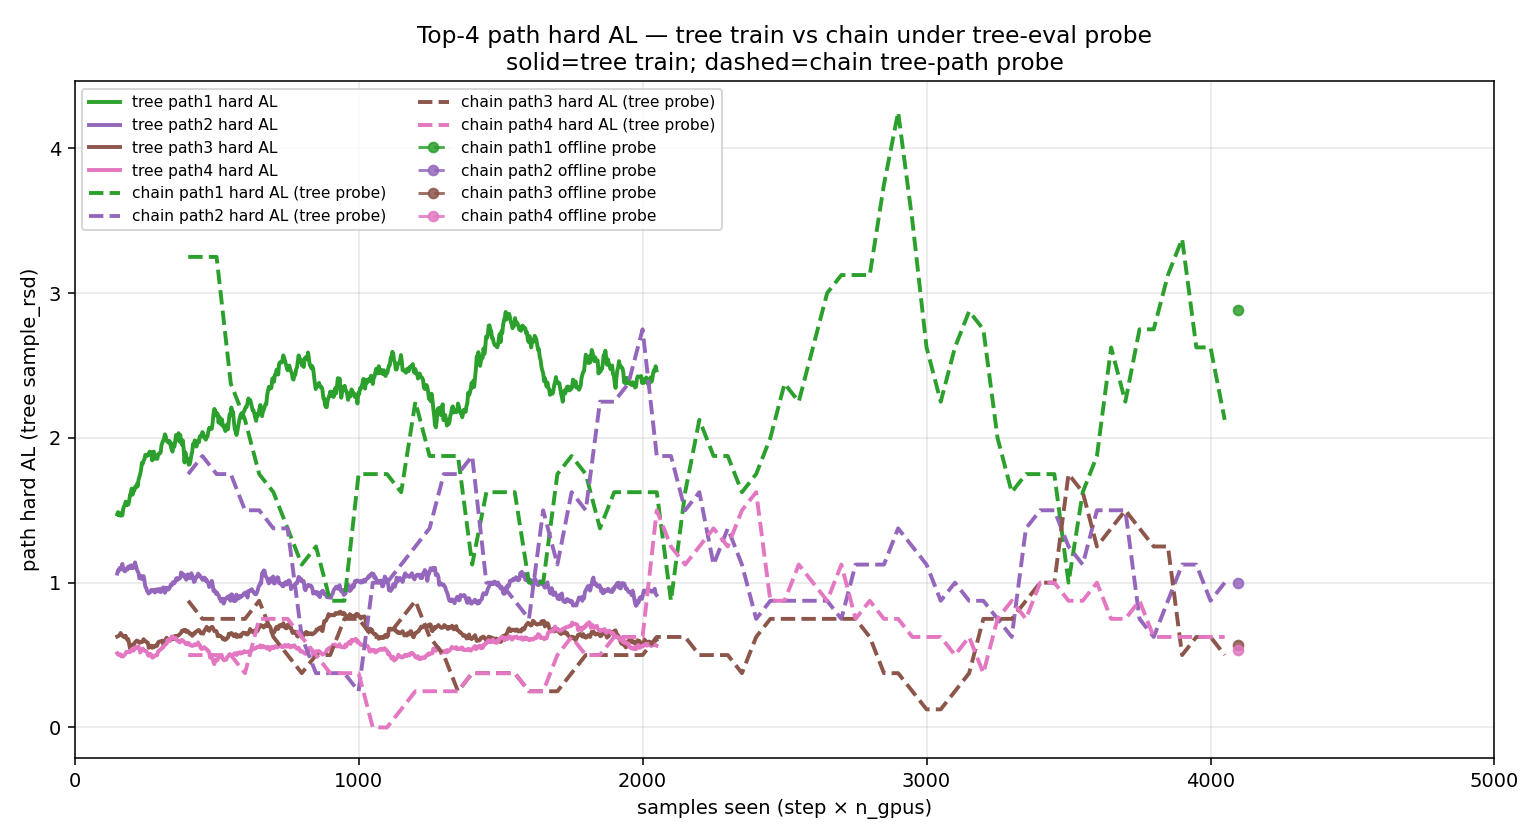 Top-4 path hard AL — tree train vs chain under tree-eval probe
solid=tree train; dashed=chain tree-path probe
tree path1 hard AL
tree path2 hard AL
tree path3 hard AL
tree path4 hard AL
chain path1 hard AL (tree probe)
chain path2 hard AL (tree probe)
chain path3 hard AL (tree probe)
chain path4 hard AL (tree probe)
chain path1 offline probe
chain path2 offline probe
chain path3 offline probe
chain path4 offline probe
path hard AL (tree sample_rsd)
4
3
2
1
0
0
1000
2000
3000
4000
5000
samples seen (step × n_gpus)